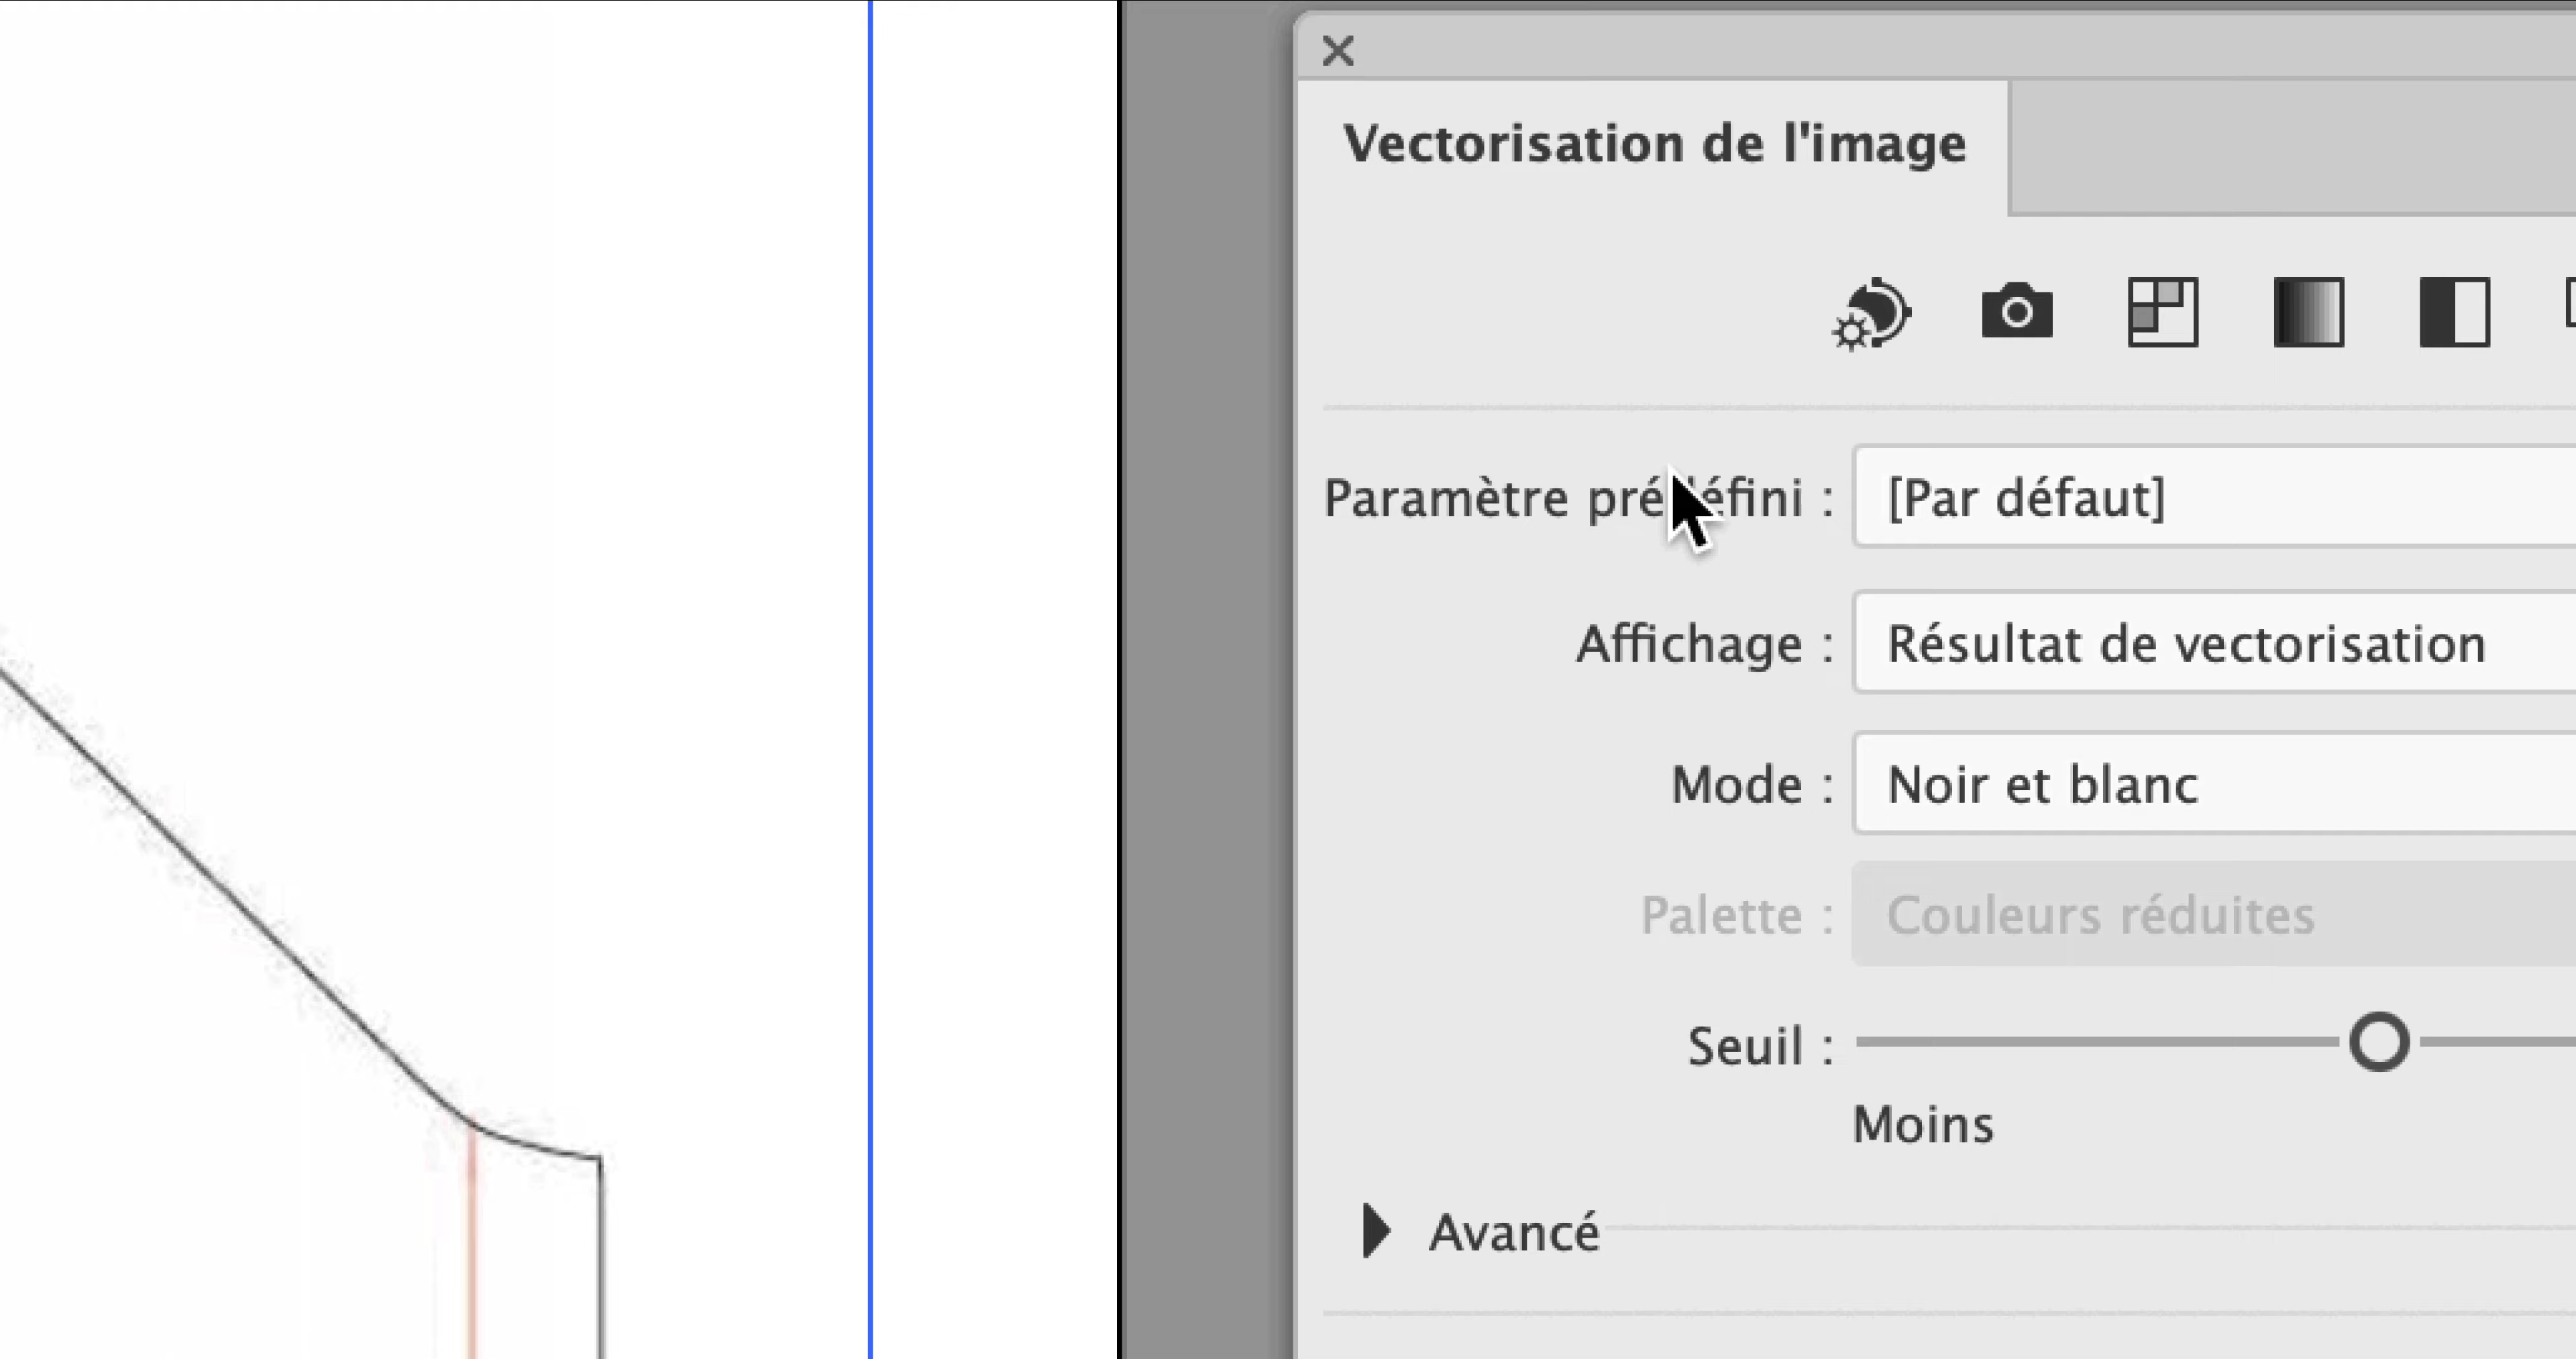 Vectorisation de l'image
Paramètre prédéfini : [Par défaut]
Affichage : Résultat de vectorisation
Mode : Noir et blanc
Palette : Couleurs réduites
Seuil :
Moins
Avancé